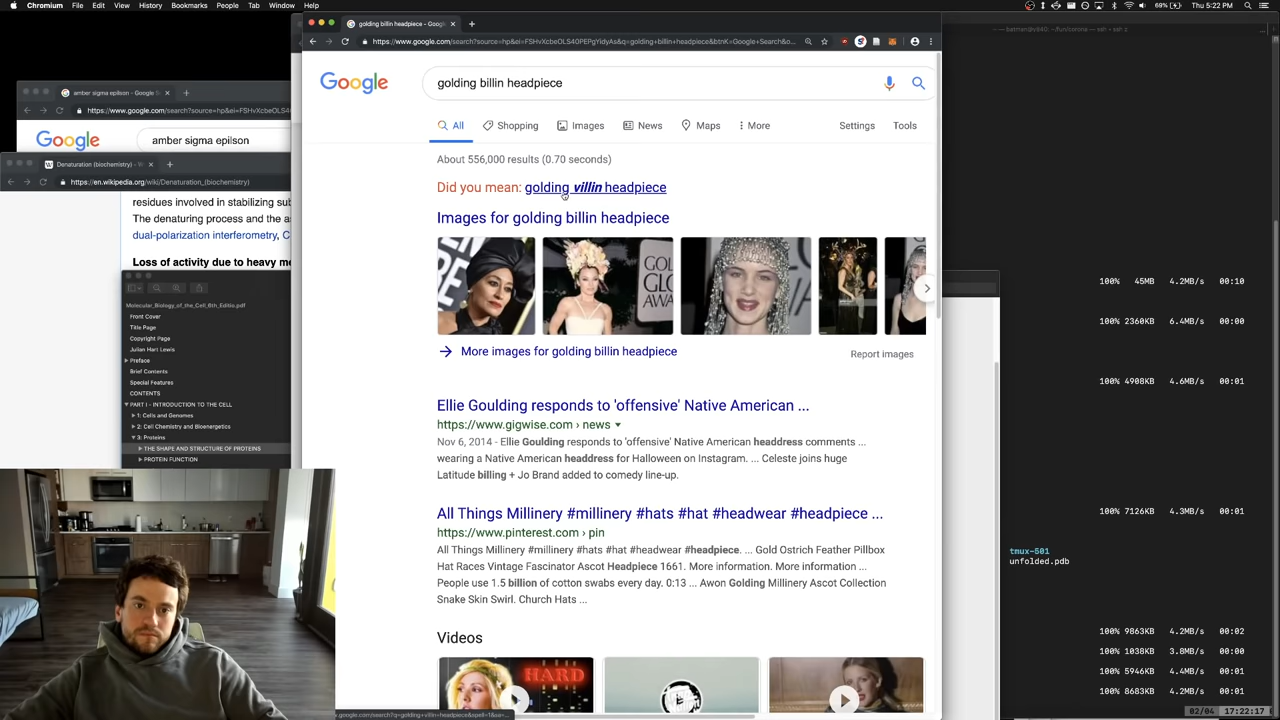 Chromium File Edit View History Bookmarks People Tab Window Help
69% Thu 5:22 PM
golding billin headpiece - Goog
https://www.google.com/search?source=hp&ei=FSHvXcbeOLS40PEPgYidyAs&q=golding+billin+headpiece&btnK=Google+Search&o...
Google
golding billin headpiece
All Shopping Images News Maps More Settings Tools
About 556,000 results (0.70 seconds)
Did you mean: golding villin headpiece
Images for golding billin headpiece
More images for golding billin headpiece
Report images
Ellie Goulding responds to 'offensive' Native American ...
https://www.gigwise.com › news
Nov 6, 2014 - Ellie Goulding responds to 'offensive' Native American headdress comments ...
wearing a Native American headdress for Halloween on Instagram. ... Celeste joins huge
Latitude billing + Jo Brand added to comedy line-up.
All Things Millinery #millinery #hats #hat #headwear #headpiece ...
https://www.pinterest.com › pin
All Things Millinery #millinery #hats #hat #headwear #headpiece. ... Gold Ostrich Feather Pillbox
Hat Races Vintage Fascinator Ascot Headpiece 1661. More information. More information ...
People use 1.5 billion of cotton swabs every day. 0:13 ... Awon Golding Millinery Ascot Collection
Snake Skin Swirl. Church Hats ...
Videos
HARD
amber sigma epilson - Google S
https://www.google.com/search?source=hp&ei=FSHvXcbeOLS4
Google
amber sigma epilson
Denaturation (biochemistry) - W
https://en.wikipedia.org/wiki/Denaturation_(biochemistry)
residues involved in stabilizing sub
The denaturing process and the as
dual-polarization interferometry, C
Loss of activity due to heavy me
Molecular_Biology_of_the_Cell_6th_Editio.pdf
Front Cover
Title Page
Copyright Page
Julian Hart Lewis
Preface
Brief Contents
Special Features
CONTENTS
PART I - INTRODUCTION TO THE CELL
1: Cells and Genomes
2: Cell Chemistry and Bioenergetics
3: Proteins
THE SHAPE AND STRUCTURE OF PROTEINS
PROTEIN FUNCTION
100% 45MB 4.2MB/s 00:10
100% 2360KB 6.4MB/s 00:00
100% 4908KB 4.6MB/s 00:01
100% 7126KB 4.3MB/s 00:01
tmux-501
unfolded.pdb
100% 9843KB 4.2MB/s 00:02
100% 1038KB 3.8MB/s 00:00
100% 5946KB 4.4MB/s 00:01
100% 8608KB 4.2MB/s 00:01
02/04 17:22:17